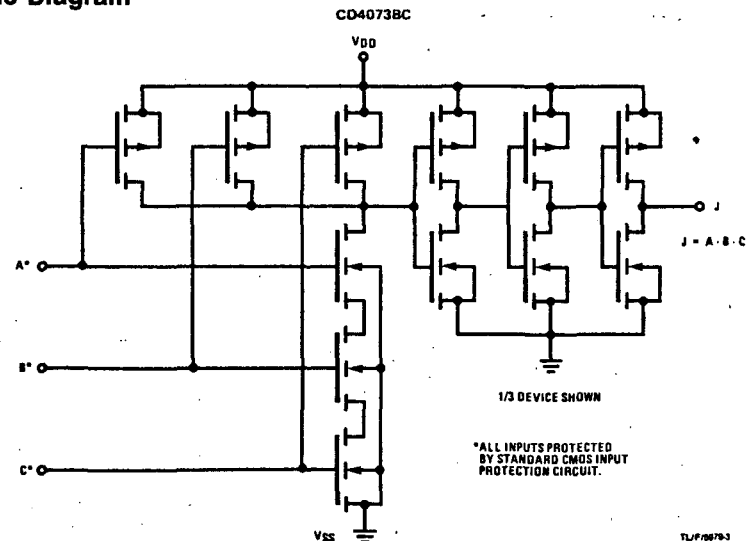 CD4073BC
VDD
J
J = A·B·C
A*
B*
C*
1/3 DEVICE SHOWN
*ALL INPUTS PROTECTED
BY STANDARD CMOS INPUT
PROTECTION CIRCUIT.
VSS